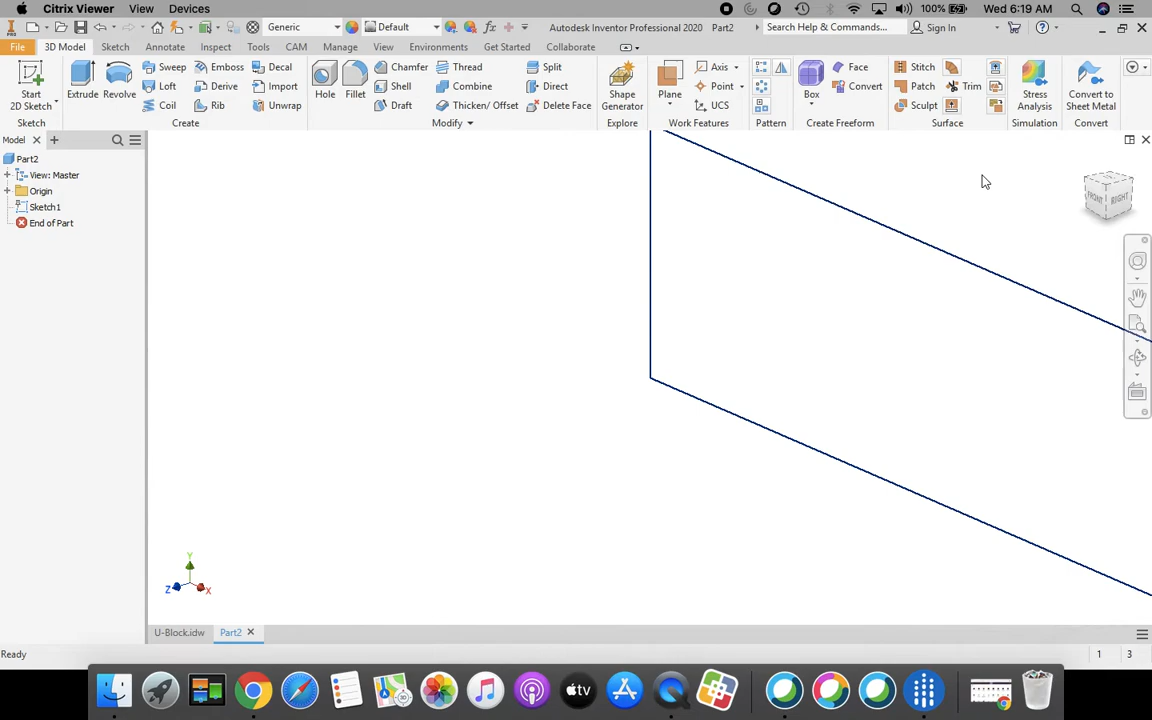 Citrix Viewer View Devices 100% Wed 6:19 AM
PRO Generic Default fx Autodesk Inventor Professional 2020 Part2 Search Help & Commands... Sign In ?
File 3D Model Sketch Annotate Inspect Tools CAM Manage View Environments Get Started Collaborate
Start 2D Sketch Extrude Revolve Sweep Emboss Decal Hole Fillet Chamfer Thread Split Shape Generator Plane Axis Box Face Stitch Stress Analysis Convert to Sheet Metal
Loft Derive Import Shell Combine Direct Point Convert Patch Trim
Coil Rib Unwrap Draft Thicken/ Offset Delete Face UCS Sculpt
Sketch Create Modify Explore Work Features Pattern Create Freeform Surface Simulation Convert
Model
Part2
View: Master
Origin
Sketch1
End of Part
FRONT RIGHT
Y
Z X
U-Block.idw Part2
Ready 1 3
tv